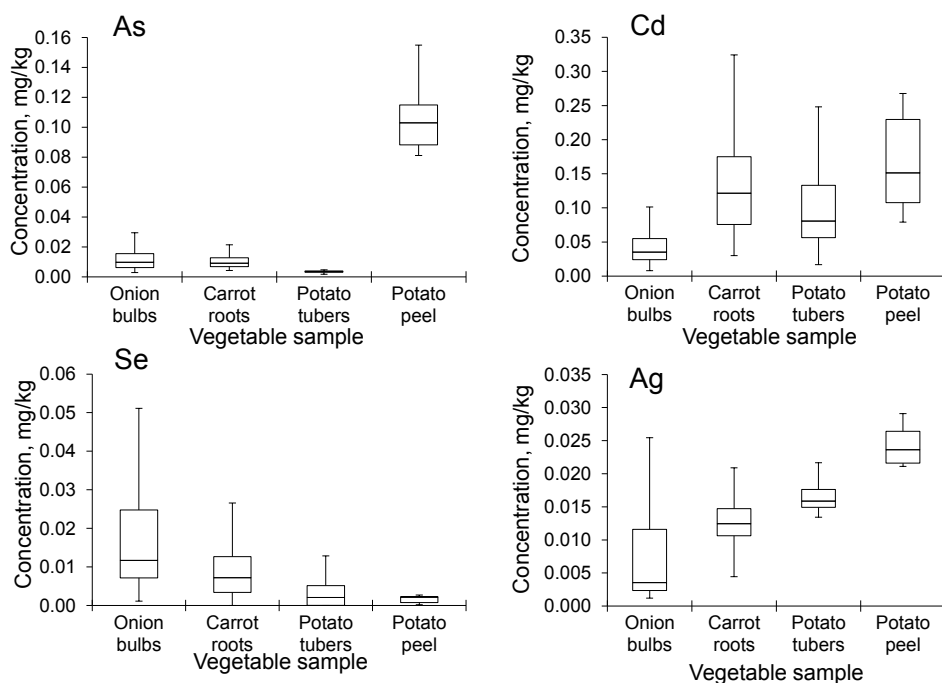 As
Concentration, mg/kg
0.16
0.14
0.12
0.10
0.08
0.06
0.04
0.02
0.00
Onion bulbs
Carrot roots
Potato tubers
Potato peel
Vegetable sample
Cd
Concentration, mg/kg
0.35
0.30
0.25
0.20
0.15
0.10
0.05
0.00
Onion bulbs
Carrot roots
Potato tubers
Potato peel
Vegetable sample
Se
Concentration, mg/kg
0.06
0.05
0.04
0.03
0.02
0.01
0.00
Onion bulbs
Carrot roots
Potato tubers
Potato peel
Vegetable sample
Ag
Concentration, mg/kg
0.035
0.030
0.025
0.020
0.015
0.010
0.005
0.000
Onion bulbs
Carrot roots
Potato tubers
Potato peel
Vegetable sample